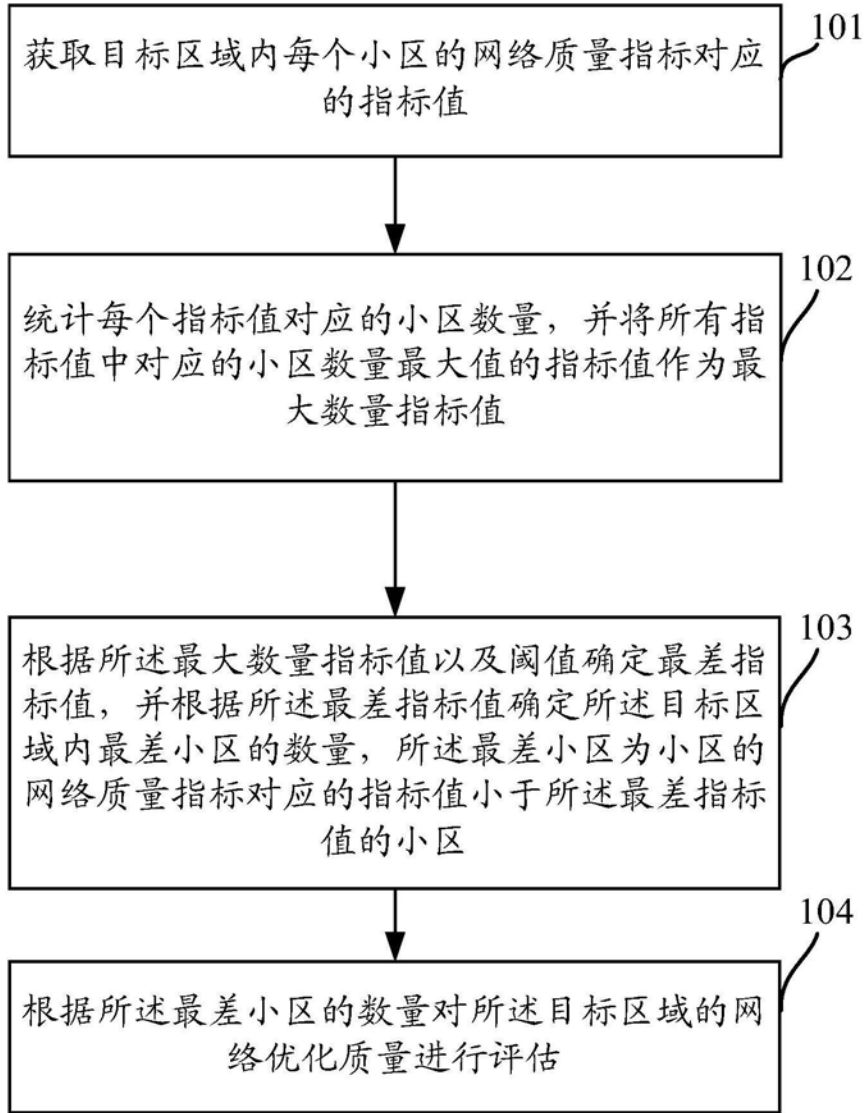 获取目标区域内每个小区的网络质量指标对应
的指标值
101
统计每个指标值对应的小区数量，并将所有指
标值中对应的小区数量最大值的指标值作为最
大数量指标值
102
根据所述最大数量指标值以及阈值确定最差指
标值，并根据所述最差指标值确定所述目标区
域内最差小区的数量，所述最差小区为小区的
网络质量指标对应的指标值小于所述最差指标
值的小区
103
根据所述最差小区的数量对所述目标区域的网
络优化质量进行评估
104